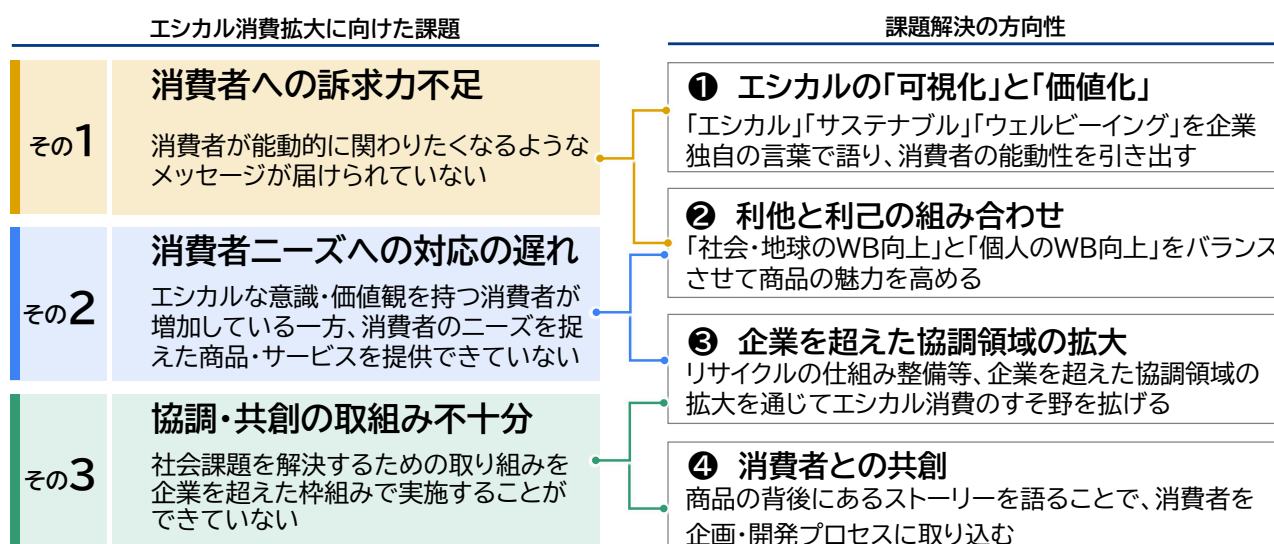 エシカル消費拡大に向けた課題
その1
消費者への訴求力不足
消費者が能動的に関わりたくなるような
メッセージが届けられていない
その2
消費者ニーズへの対応の遅れ
エシカルな意識・価値観を持つ消費者が
増加している一方、消費者のニーズを捉
えた商品・サービスを提供できていない
その3
協調・共創の取組み不十分
社会課題を解決するための取り組みを
企業を超えた枠組みで実施することが
できていない
課題解決の方向性
❶ エシカルの「可視化」と「価値化」
「エシカル」「サステナブル」「ウェルビーイング」を企業
独自の言葉で語り、消費者の能動性を引き出す
❷ 利他と利己の組み合わせ
「社会・地球のWB向上」と「個人のWB向上」をバランス
させて商品の魅力を高める
❸ 企業を超えた協調領域の拡大
リサイクルの仕組み整備等、企業を超えた協調領域の
拡大を通じてエシカル消費のすそ野を拡げる
❹ 消費者との共創
商品の背後にあるストーリーを語ることで、消費者を
企画・開発プロセスに取り込む